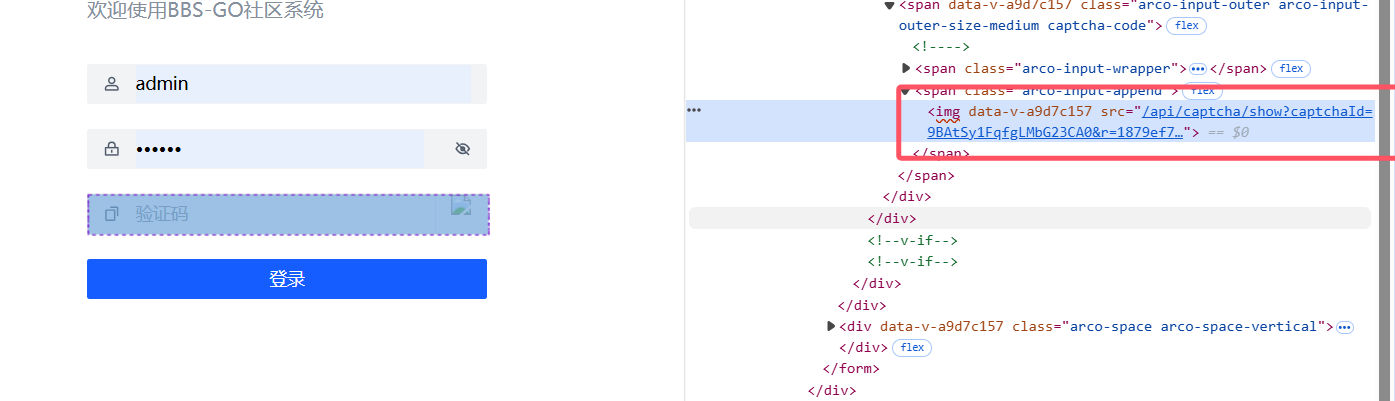 欢迎使用BBS-GO社区系统
admin
••••••
验证码
登录
<span data-v-a9d7c157 class="arco-input-outer arco-input-
outer-size-medium captcha-code"> flex
<!---->
<span class="arco-input-wrapper"> ••• </span> flex
<span class="arco-input-append"> flex
••• <img data-v-a9d7c157 src="/api/captcha/show?captchaId=
9BAtSy1FqfgLMbG23CA0&r=1879ef7…"> == $0
</span>
</span>
</div>
</div>
<!--v-if-->
<!--v-if-->
</div>
</div>
<div data-v-a9d7c157 class="arco-space arco-space-vertical"> •••
</div> flex
</form>
</div>